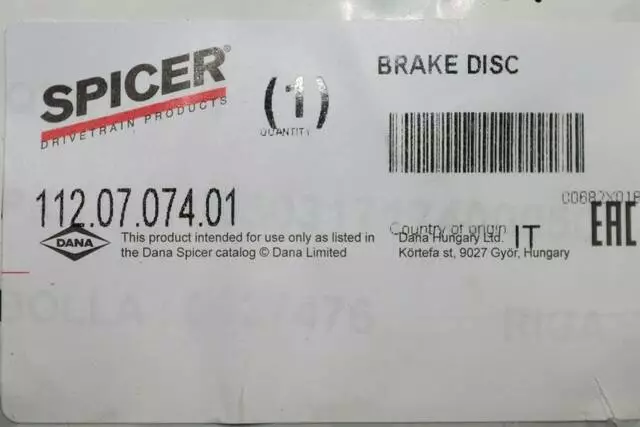 SPICER®
DRIVETRAIN PRODUCTS
(1)
QUANTITY
BRAKE DISC
112.07.074.01
EAC
DANA
This product intended for use only as listed in
the Dana Spicer catalog © Dana Limited
Country of origin IT
Dana Hungary Ltd.
Körtefa st, 9027 Győr, Hungary